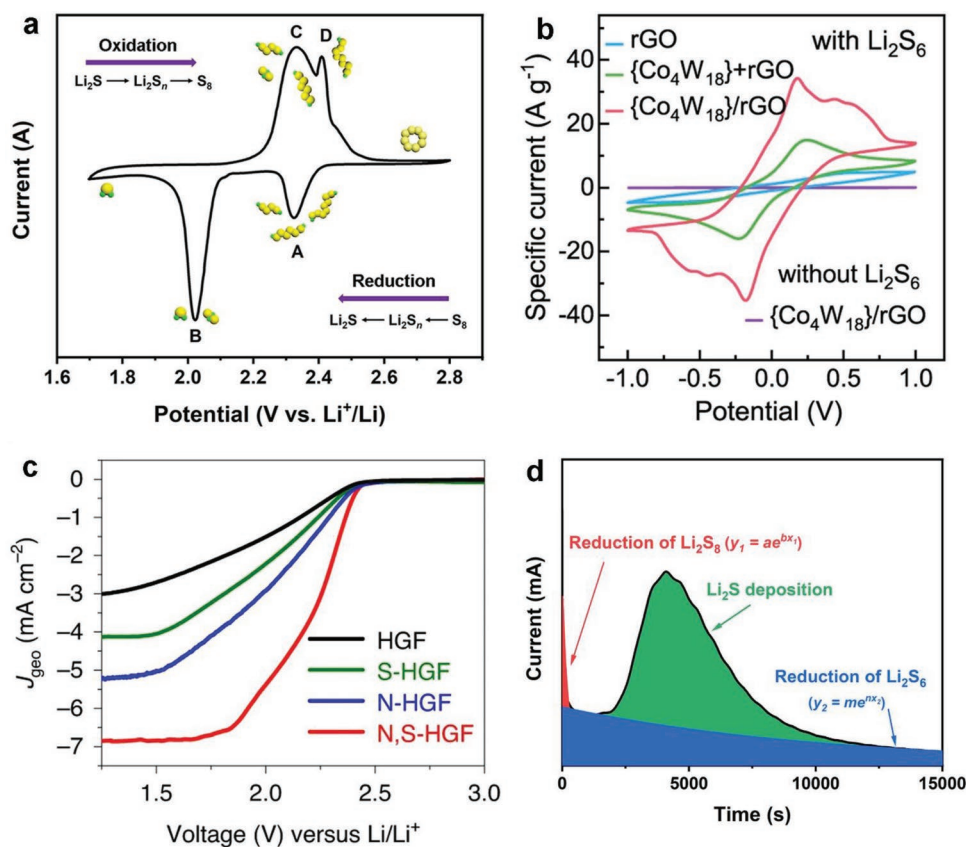 a
Oxidation
Li₂S → Li₂Sₙ → S₈
C
D
A
B
Reduction
Li₂S ← Li₂Sₙ ← S₈
Current (A)
1.6 1.8 2.0 2.2 2.4 2.6 2.8
Potential (V vs. Li⁺/Li)
b
rGO
{Co₄W₁₈}+rGO
{Co₄W₁₈}/rGO
with Li₂S₆
without Li₂S₆
{Co₄W₁₈}/rGO
Specific current (A g⁻¹)
40
20
0
-20
-40
-1.0 -0.5 0.0 0.5 1.0
Potential (V)
c
J_geo (mA cm⁻²)
0
–1
–2
–3
–4
–5
–6
–7
HGF
S-HGF
N-HGF
N,S-HGF
1.5 2.0 2.5 3.0
Voltage (V) versus Li/Li⁺
d
Current (mA)
Reduction of Li₂S₈ (y₁ = ae^{bx₁})
Li₂S deposition
Reduction of Li₂S₆
(y₂ = me^{nx₂})
0 5000 10000 15000
Time (s)